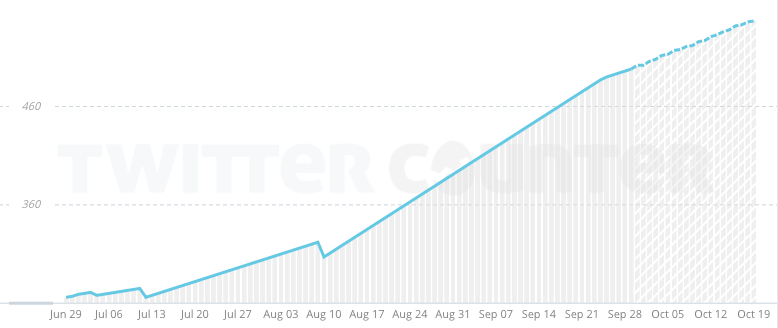 460
TWITTER COUNTER
360
Jun 29 Jul 06 Jul 13 Jul 20 Jul 27 Aug 03 Aug 10 Aug 17 Aug 24 Aug 31 Sep 07 Sep 14 Sep 21 Sep 28 Oct 05 Oct 12 Oct 19